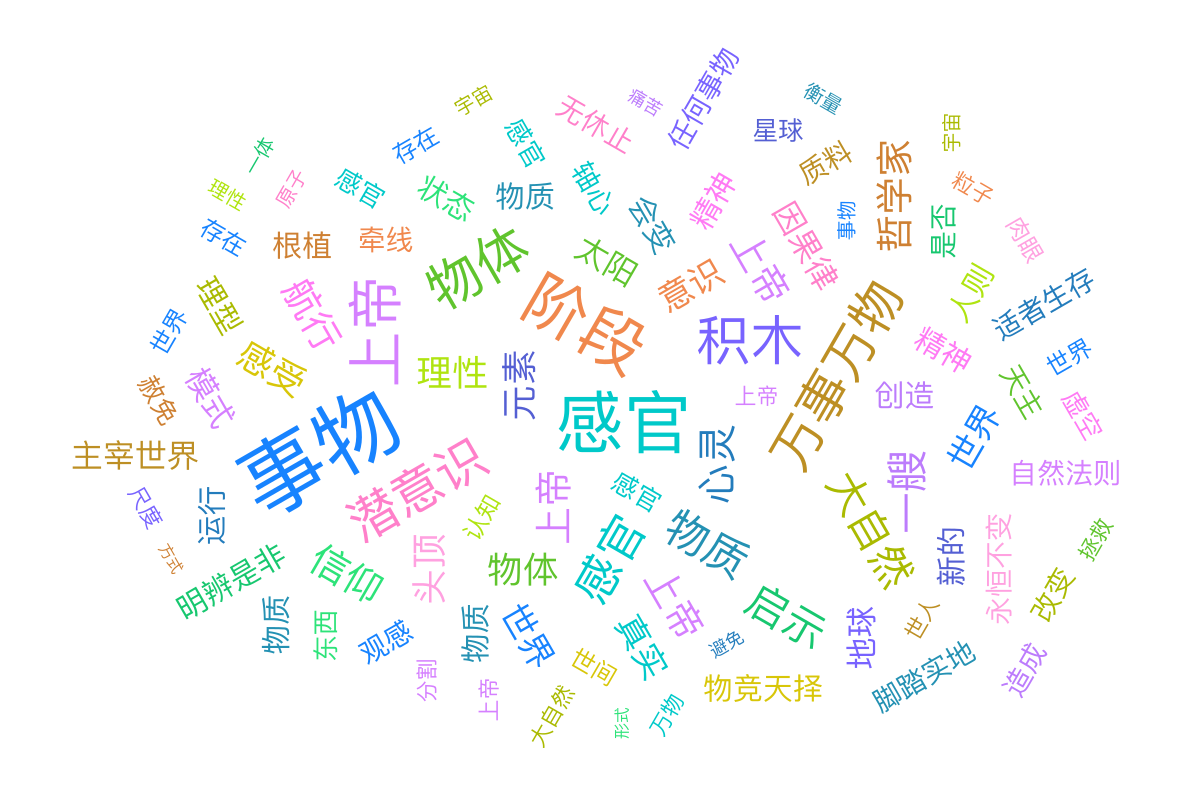 宇宙
痛苦
任何事物
衡量
无休止
感官
存在
星球
一体
宇宙
质料
哲学家
理性
原子
感官
状态
物质
轴心
会变
精神
因果律
事物
是否
粒子
肉眼
存在
根植
牵线
物体
太阳
意识
上帝
人则
适者生存
世界
理型
航行
上帝
阶段
积木
万事万物
精神
世界
赦免
模式
感受
理性
元素
上帝
创造
天主
虚空
主宰世界
事物
感官
心灵
世界
自然法则
尺度
运行
潜意识
认知
上帝
感官
大自然
一艘
方式
明辨是非
信仰
头顶
物体
感官
物质
新的
永恒不变
拯救
物质
东西
观感
物质
世界
真实
上帝
启示
避免
地球
世人
改变
分割
上帝
世间
物竞天择
脚踏实地
造成
大自然
形式
万物